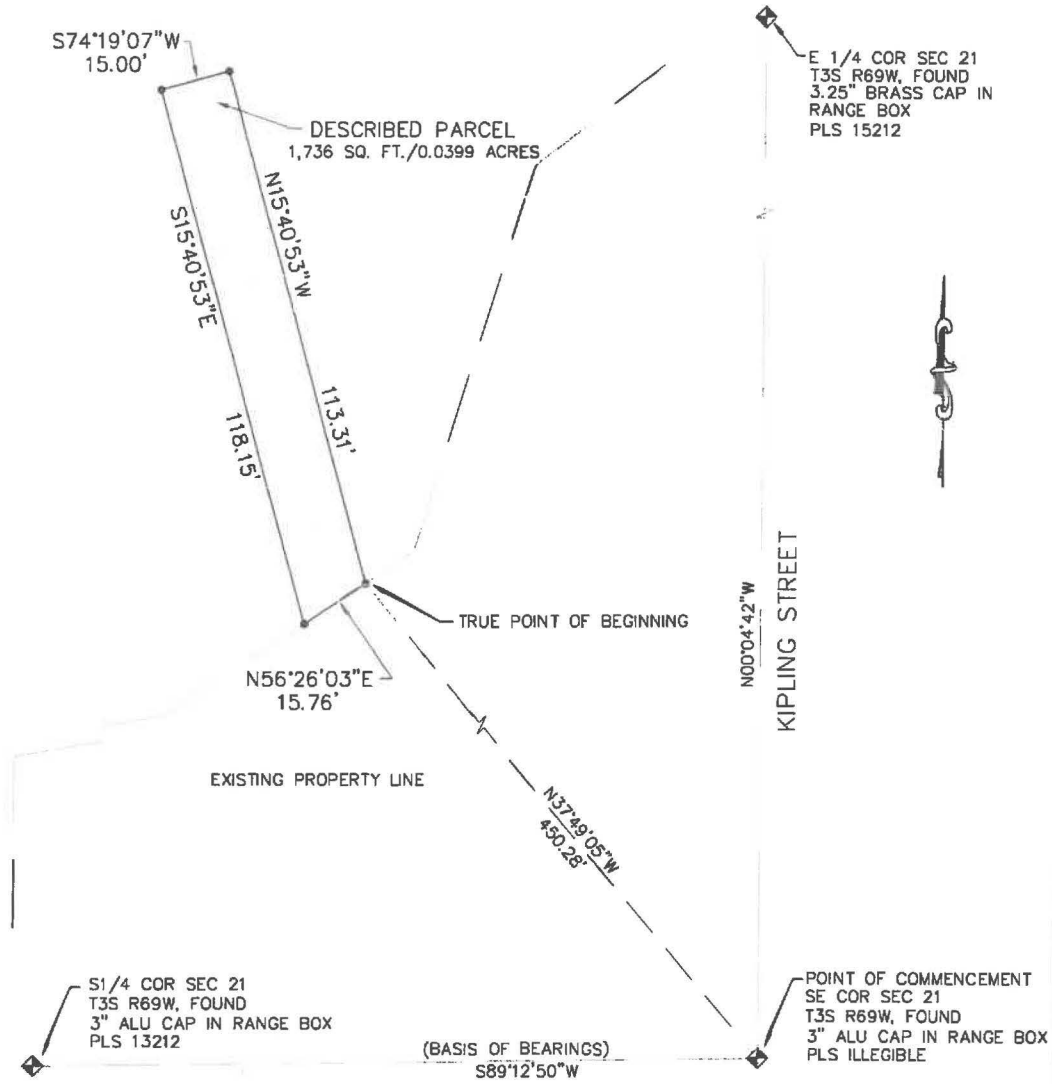 S74°19'07"W
15.00'
E 1/4 COR SEC 21
T3S R69W, FOUND
3.25" BRASS CAP IN
RANGE BOX
PLS 15212
DESCRIBED PARCEL
1,736 SQ. FT./0.0399 ACRES
N15°40'53"W
113.31'
S15°40'53"E
118.15'
TRUE POINT OF BEGINNING
N56°26'03"E
15.76'
N00°04'42"W
KIPLING STREET
EXISTING PROPERTY LINE
N37°49'05"W
450.28'
S1/4 COR SEC 21
T3S R69W, FOUND
3" ALU CAP IN RANGE BOX
PLS 13212
(BASIS OF BEARINGS)
S89°12'50"W
POINT OF COMMENCEMENT
SE COR SEC 21
T3S R69W, FOUND
3" ALU CAP IN RANGE BOX
PLS ILLEGIBLE